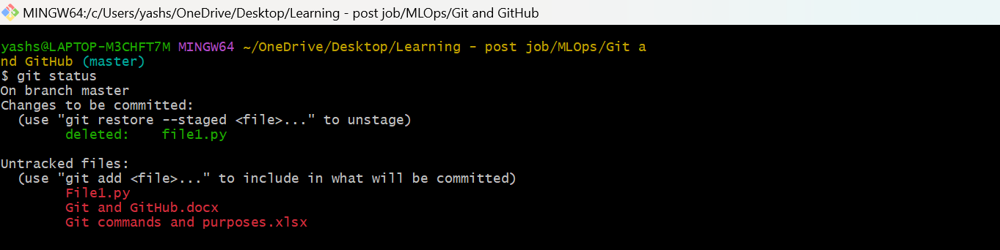 MINGW64:/c/Users/yashs/OneDrive/Desktop/Learning - post job/MLOps/Git and GitHub
yashs@LAPTOP-M3CHFT7M MINGW64 ~/OneDrive/Desktop/Learning - post job/MLOps/Git a
nd GitHub (master)
$ git status
On branch master
Changes to be committed:
  (use "git restore --staged <file>..." to unstage)
        deleted:    file1.py

Untracked files:
  (use "git add <file>..." to include in what will be committed)
        File1.py
        Git and GitHub.docx
        Git commands and purposes.xlsx